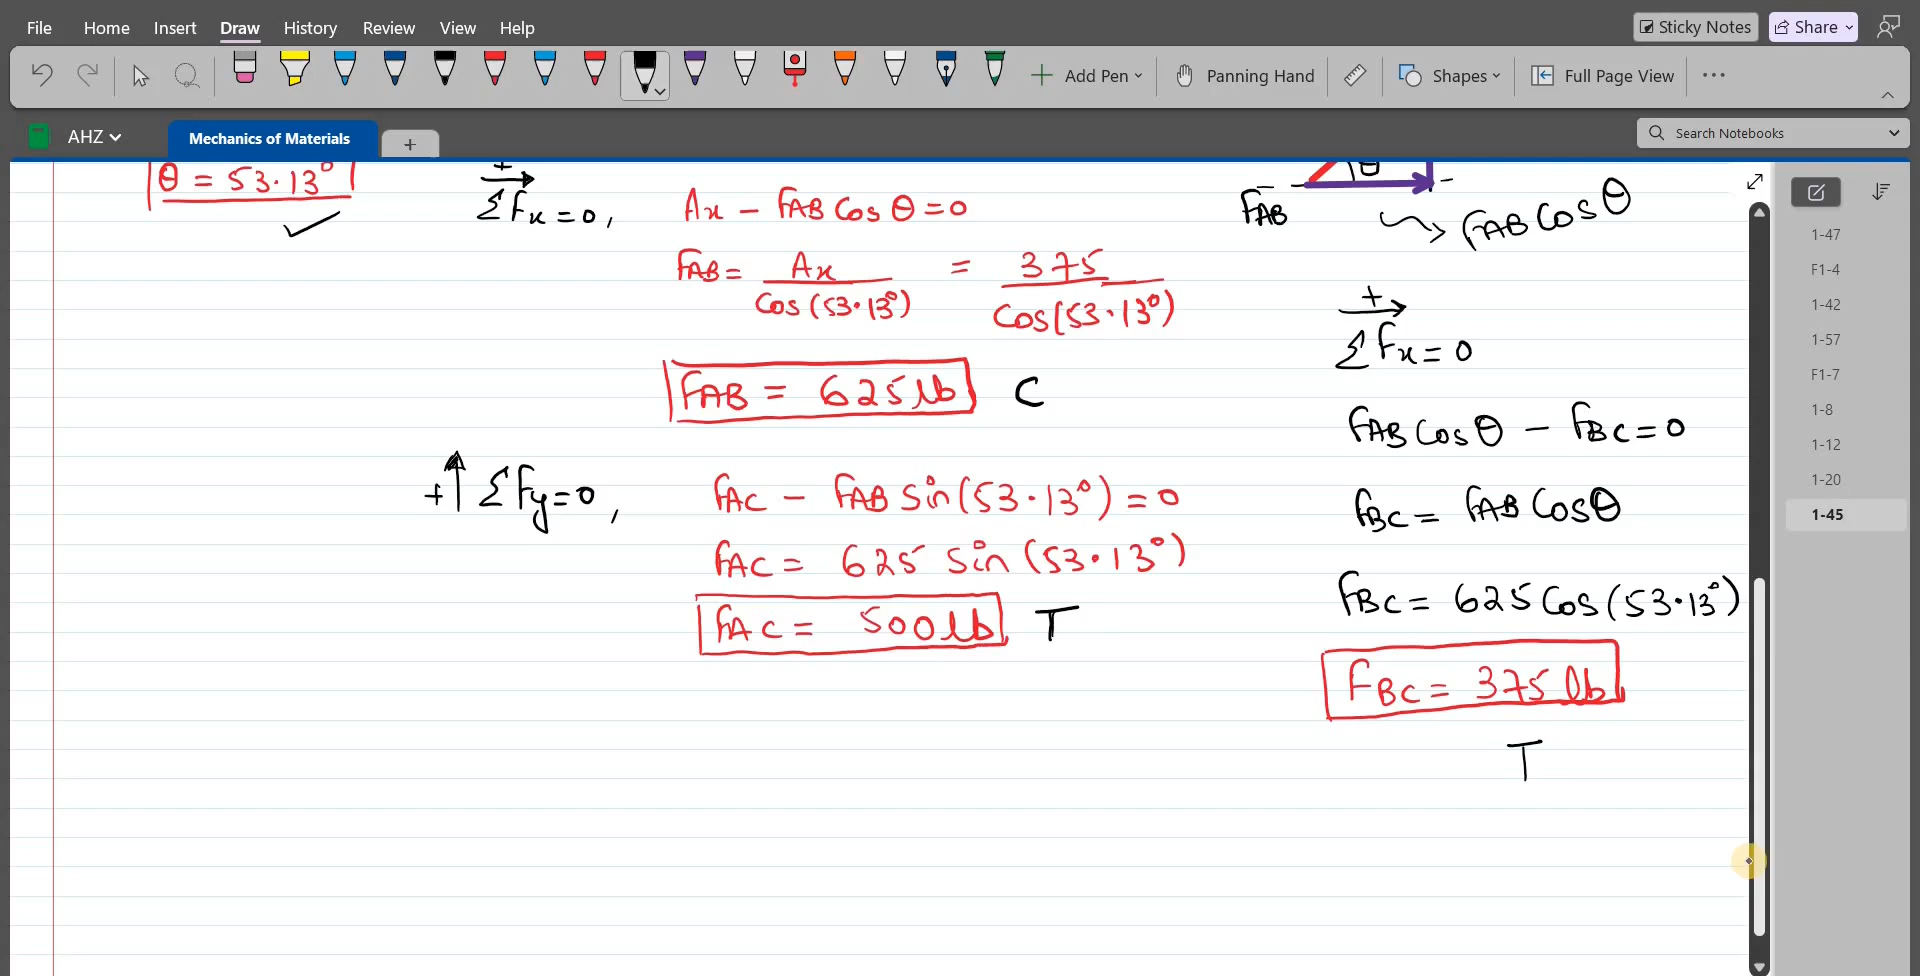 File Home Insert Draw History Review View Help
Sticky Notes Share
Add Pen Panning Hand Shapes Full Page View ...
AHZ Mechanics of Materials + Search Notebooks
θ = 53.13°
+
ΣFx = 0,
Ax - FAB Cos θ = 0
FAB = Ax / Cos (53.13°) = 375 / Cos (53.13°)
FAB = 625 lb C
+ ΣFy = 0,
FAC - FAB Sin (53.13°) = 0
FAC = 625 Sin (53.13°)
FAC = 500 lb T
θ
FAB
FAB Cos θ
+
ΣFx = 0
FAB Cos θ - FBC = 0
FBC = FAB Cos θ
FBC = 625 Cos (53.13°)
FBC = 375 lb
T
1-47
F1-4
1-42
1-57
F1-7
1-8
1-12
1-20
1-45